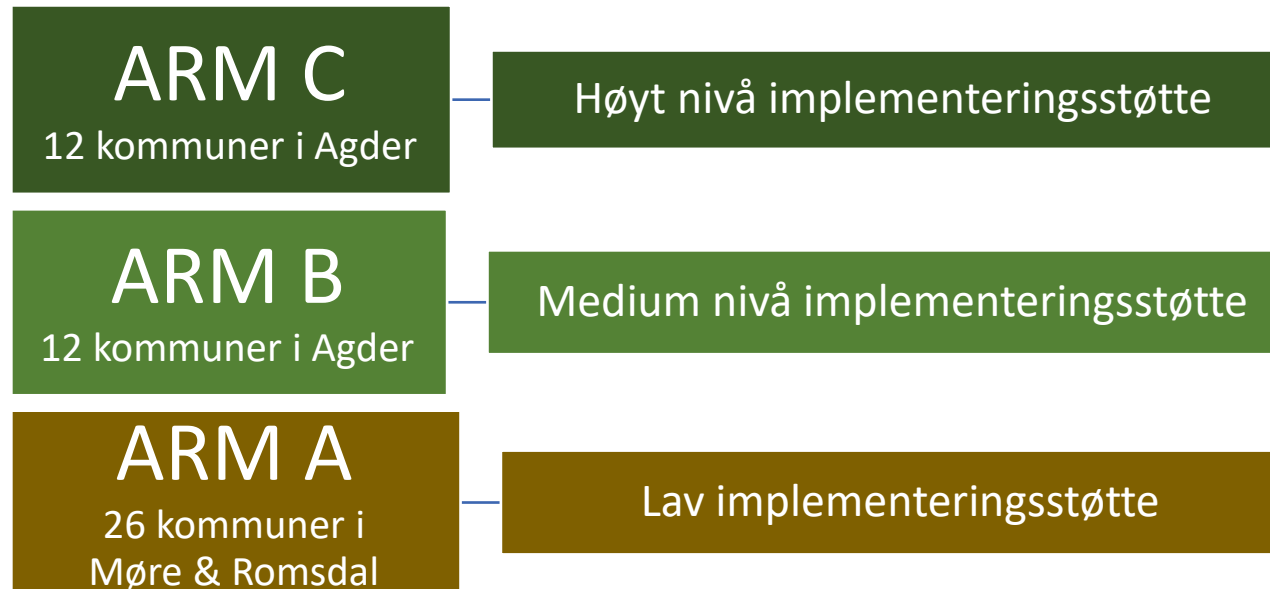 ARM C
12 kommuner i Agder
Høyt nivå implementeringsstøtte
ARM B
12 kommuner i Agder
Medium nivå implementeringsstøtte
ARM A
26 kommuner i
Møre & Romsdal
Lav implementeringsstøtte